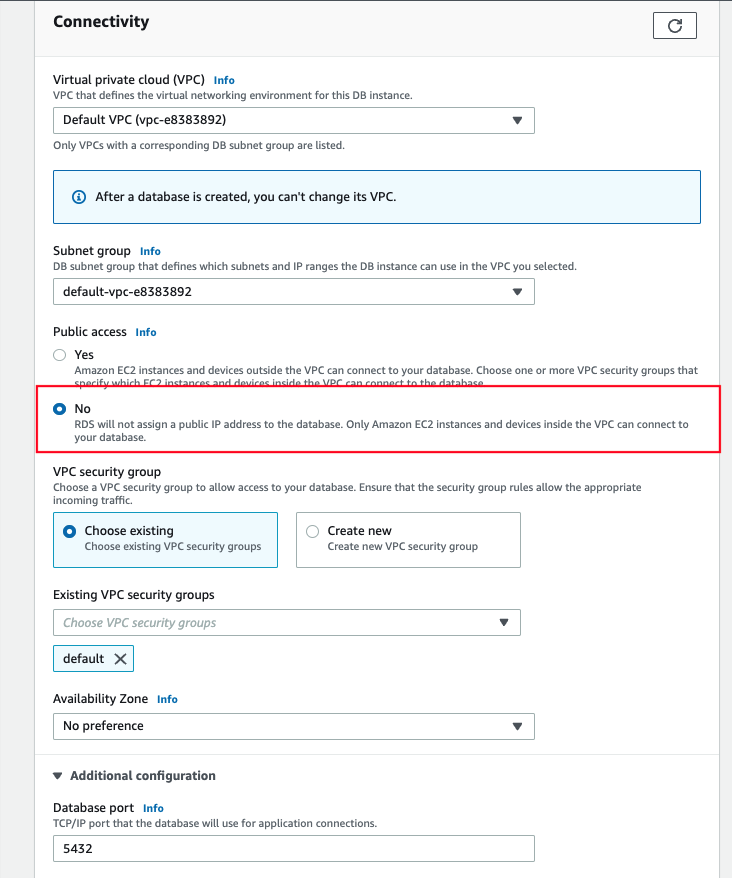 Connectivity
Virtual private cloud (VPC) Info
VPC that defines the virtual networking environment for this DB instance.
Default VPC (vpc-e8383892)
Only VPCs with a corresponding DB subnet group are listed.
After a database is created, you can't change its VPC.
Subnet group Info
DB subnet group that defines which subnets and IP ranges the DB instance can use in the VPC you selected.
default-vpc-e8383892
Public access Info
Yes
Amazon EC2 instances and devices outside the VPC can connect to your database. Choose one or more VPC security groups that
specify which EC2 instances and devices inside the VPC can connect to the database.
No
RDS will not assign a public IP address to the database. Only Amazon EC2 instances and devices inside the VPC can connect to
your database.
VPC security group
Choose a VPC security group to allow access to your database. Ensure that the security group rules allow the appropriate
incoming traffic.
Choose existing
Choose existing VPC security groups
Create new
Create new VPC security group
Existing VPC security groups
Choose VPC security groups
default
Availability Zone Info
No preference
Additional configuration
Database port Info
TCP/IP port that the database will use for application connections.
5432